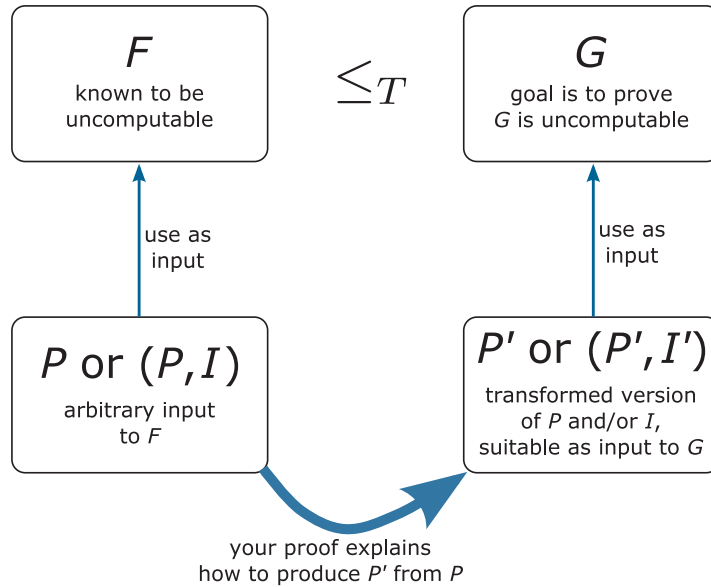 F
known to be
uncomputable
≤T
G
goal is to prove
G is uncomputable
use as
input
use as
input
P or (P,I)
arbitrary input
to F
P' or (P',I')
transformed version
of P and/or I,
suitable as input to G
your proof explains
how to produce P' from P